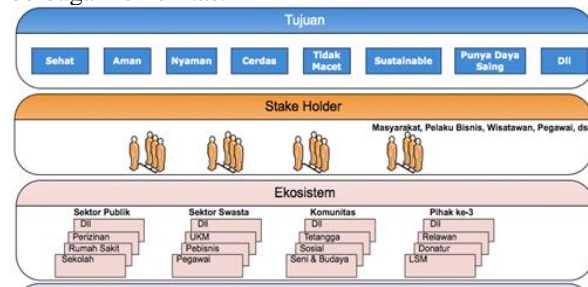 Tujuan
Sehat Aman Nyaman Cerdas Tidak Macet Sustainable Punya Daya Saing Dll
Stake Holder
Masyarakat, Pelaku Bisnis, Wisatawan, Pegawai, ds
Ekosistem
Sektor Publik
Dll
Perizinan
Rumah Sakit
Sekolah
Sektor Swasta
Dll
UKM
Pebisnis
Pegawai
Komunitas
Dll
Tetangga
Sosial
Seni & Budaya
Pihak ke-3
Dll
Relawan
Donatur
LSM